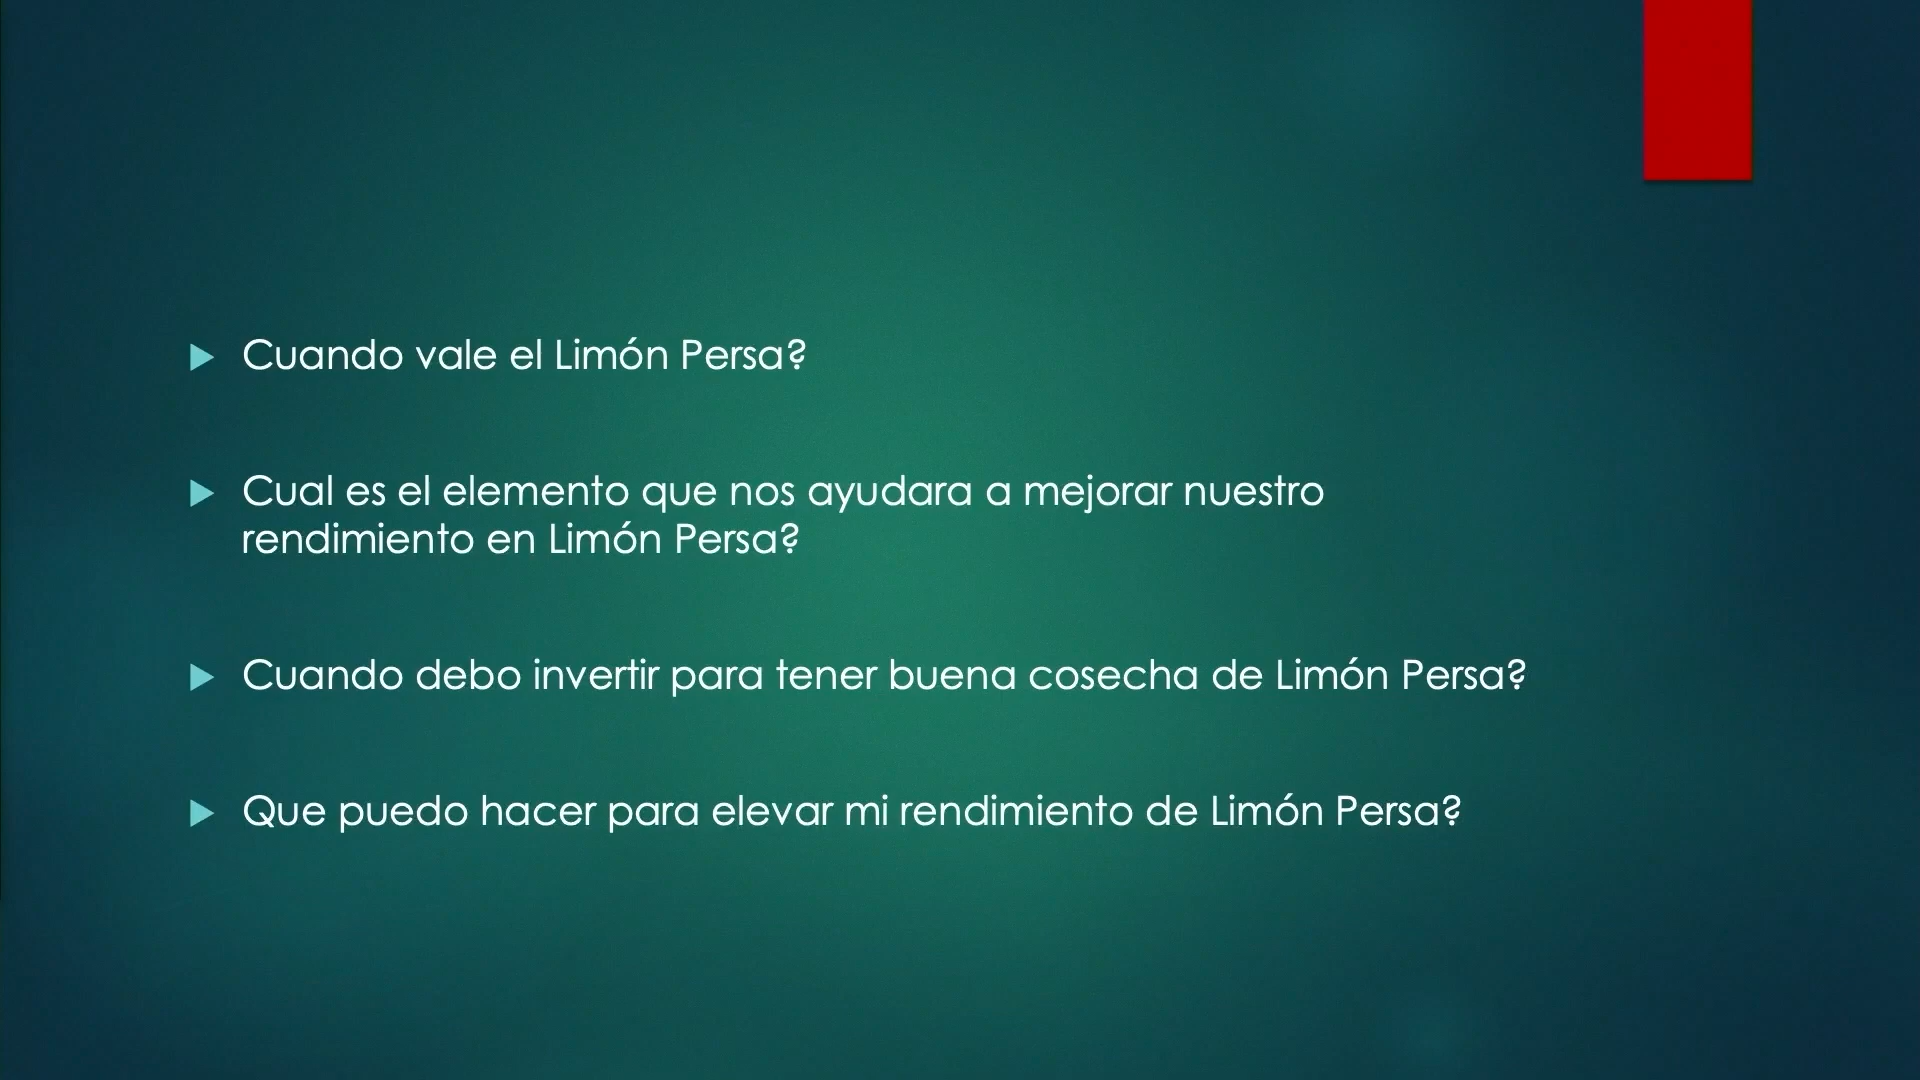 Cuando vale el Limón Persa?
Cual es el elemento que nos ayudara a mejorar nuestro
rendimiento en Limón Persa?
Cuando debo invertir para tener buena cosecha de Limón Persa?
Que puedo hacer para elevar mi rendimiento de Limón Persa?